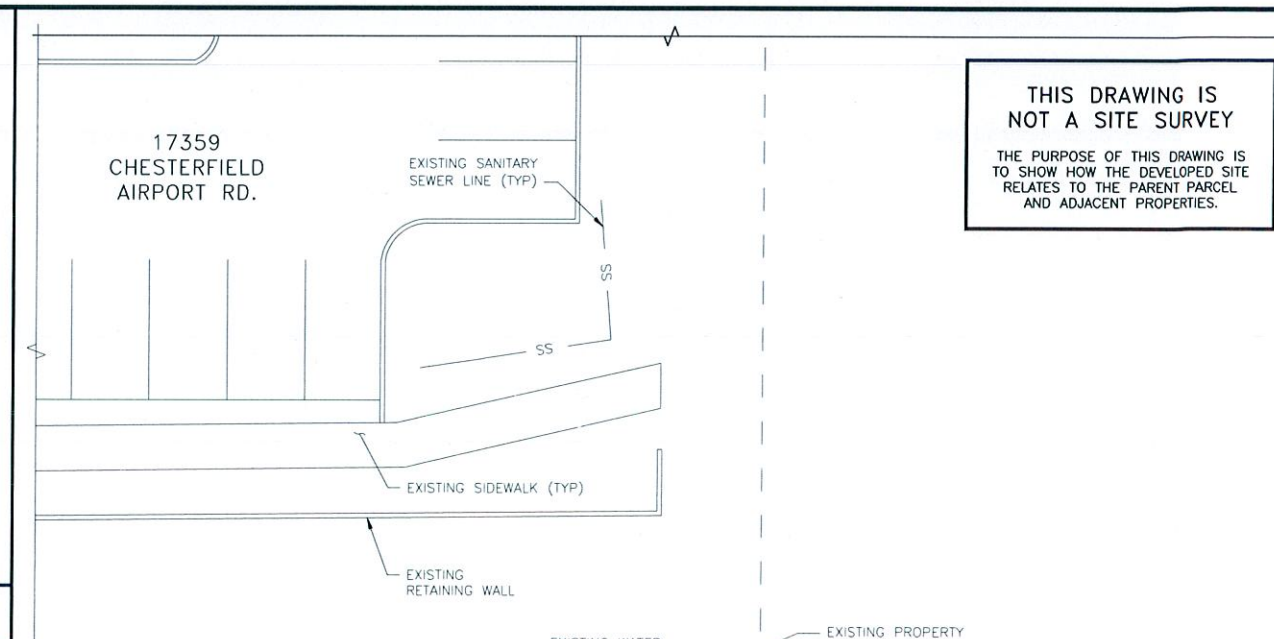 THIS DRAWING IS
NOT A SITE SURVEY
THE PURPOSE OF THIS DRAWING IS
TO SHOW HOW THE DEVELOPED SITE
RELATES TO THE PARENT PARCEL
AND ADJACENT PROPERTIES.
17359
CHESTERFIELD
AIRPORT RD.
EXISTING SANITARY
SEWER LINE (TYP)
SS
SS
EXISTING SIDEWALK (TYP)
EXISTING
RETAINING WALL
EXISTING WATER
EXISTING PROPERTY